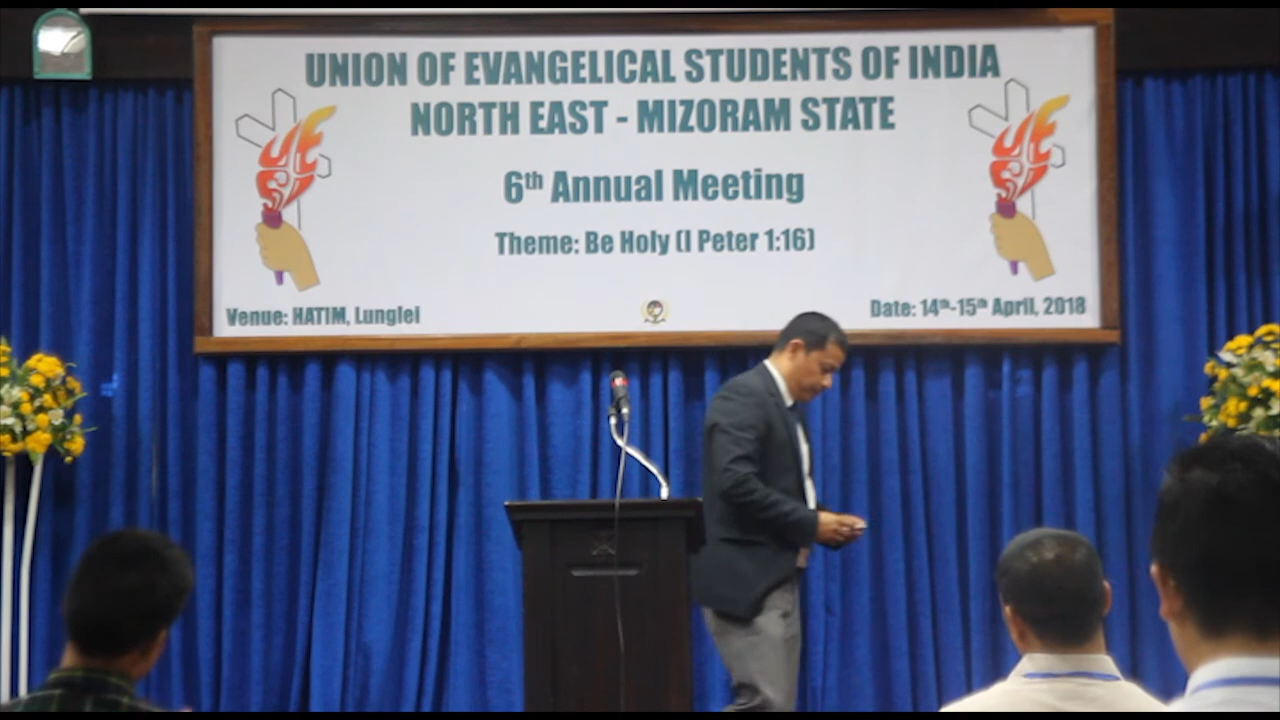 UNION OF EVANGELICAL STUDENTS OF INDIA
NORTH EAST - MIZORAM STATE
6th Annual Meeting
Theme: Be Holy (I Peter 1:16)
Venue: HATIM, Lunglei
Date: 14th-15th April, 2018